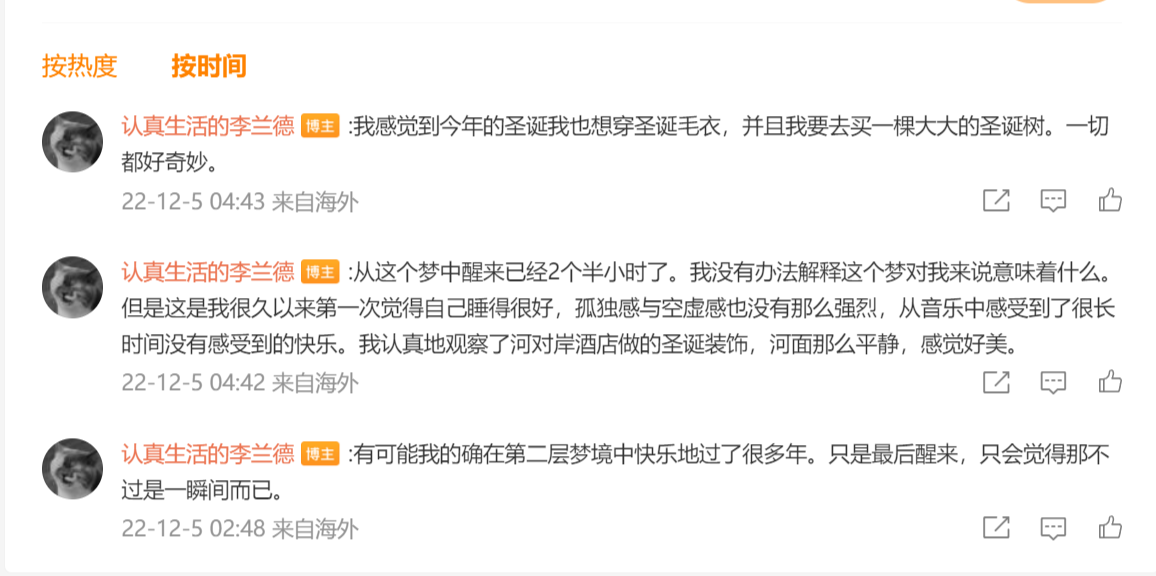 按热度 按时间
认真生活的李兰德 博主 :我感觉到今年的圣诞我也想穿圣诞毛衣，并且我要去买一棵大大的圣诞树。一切
都好奇妙。
22-12-5 04:43 来自海外
认真生活的李兰德 博主 :从这个梦中醒来已经2个半小时了。我没有办法解释这个梦对我来说意味着什么。
但是这是我很久以来第一次觉得自己睡得很好，孤独感与空虚感也没有那么强烈，从音乐中感受到了很长
时间没有感受到的快乐。我认真地观察了河对岸酒店做的圣诞装饰，河面那么平静，感觉好美。
22-12-5 04:42 来自海外
认真生活的李兰德 博主 :有可能我的确在第二层梦境中快乐地过了很多年。只是最后醒来，只会觉得那不
过是一瞬间而已。
22-12-5 02:48 来自海外